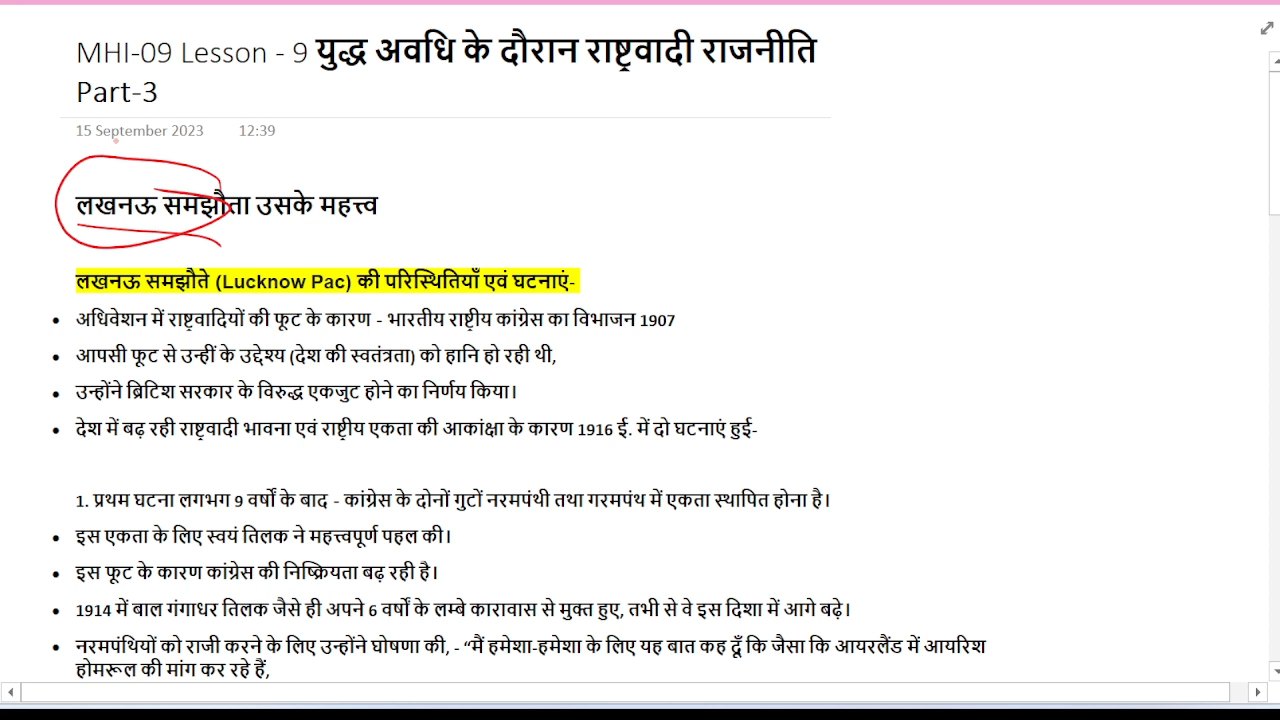 MHI-09 Lesson - 9 युद्ध अवधि के दौरान राष्ट्रवादी राजनीति
Part-3
15 September 2023 12:39
लखनऊ समझौता उसके महत्त्व
लखनऊ समझौते (Lucknow Pac) की परिस्थितियाँ एवं घटनाएं-
• अधिवेशन में राष्ट्रवादियों की फूट के कारण - भारतीय राष्ट्रीय कांग्रेस का विभाजन 1907
• आपसी फूट से उन्हीं के उद्देश्य (देश की स्वतंत्रता) को हानि हो रही थी,
• उन्होंने ब्रिटिश सरकार के विरुद्ध एकजुट होने का निर्णय किया।
• देश में बढ़ रही राष्ट्रवादी भावना एवं राष्ट्रीय एकता की आकांक्षा के कारण 1916 ई. में दो घटनाएं हुई-
1. प्रथम घटना लगभग 9 वर्षों के बाद - कांग्रेस के दोनों गुटों नरमपंथी तथा गरमपंथ में एकता स्थापित होना है।
• इस एकता के लिए स्वयं तिलक ने महत्त्वपूर्ण पहल की।
• इस फूट के कारण कांग्रेस की निष्क्रियता बढ़ रही है।
• 1914 में बाल गंगाधर तिलक जैसे ही अपने 6 वर्षों के लम्बे कारावास से मुक्त हुए, तभी से वे इस दिशा में आगे बढ़े।
• नरमपंथियों को राजी करने के लिए उन्होंने घोषणा की, - “मैं हमेशा-हमेशा के लिए यह बात कह दूँ कि जैसा कि आयरलैंड में आयरिश
होमरूल की मांग कर रहे हैं,